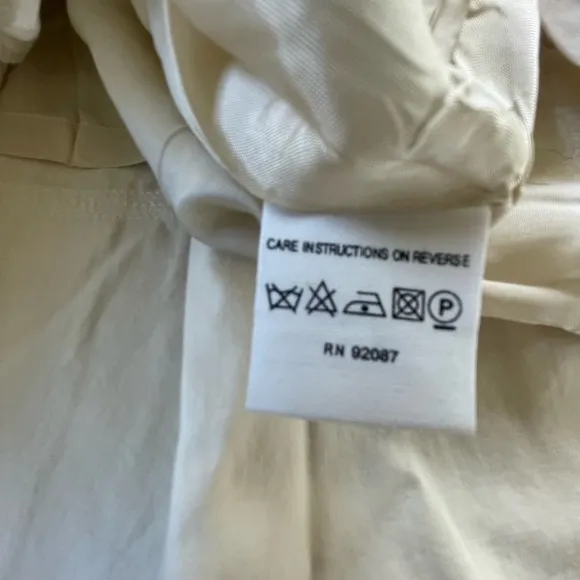 CARE INSTRUCTIONS ON REVERSE
P
RN 92087